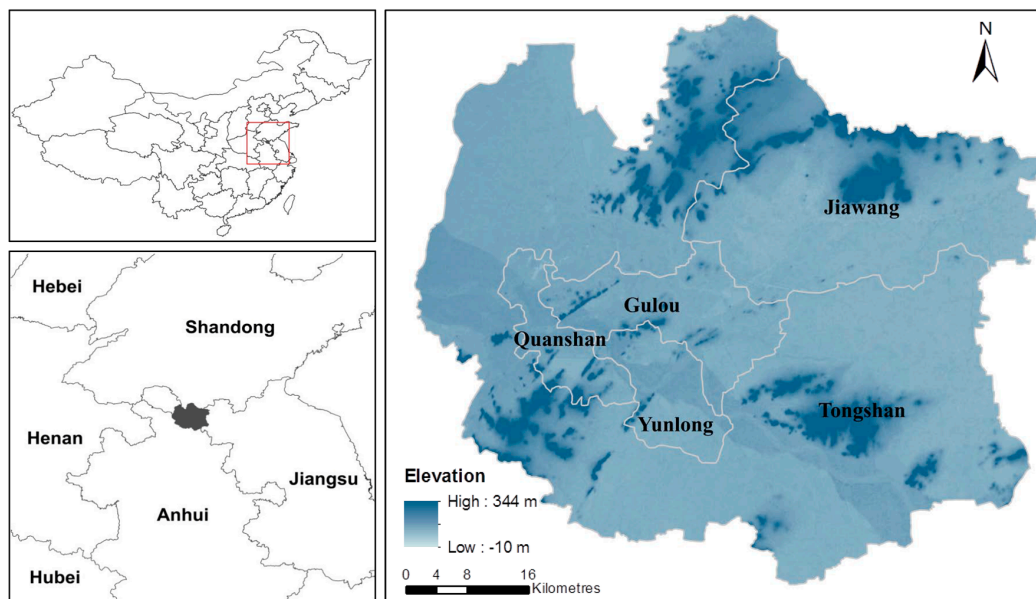 Hebei
Shandong
Henan
Jiangsu
Anhui
Hubei
N
Jiawang
Gulou
Quanshan
Yunlong
Tongshan
Elevation
High : 344 m
Low : -10 m
0 4 8 16
Kilometres